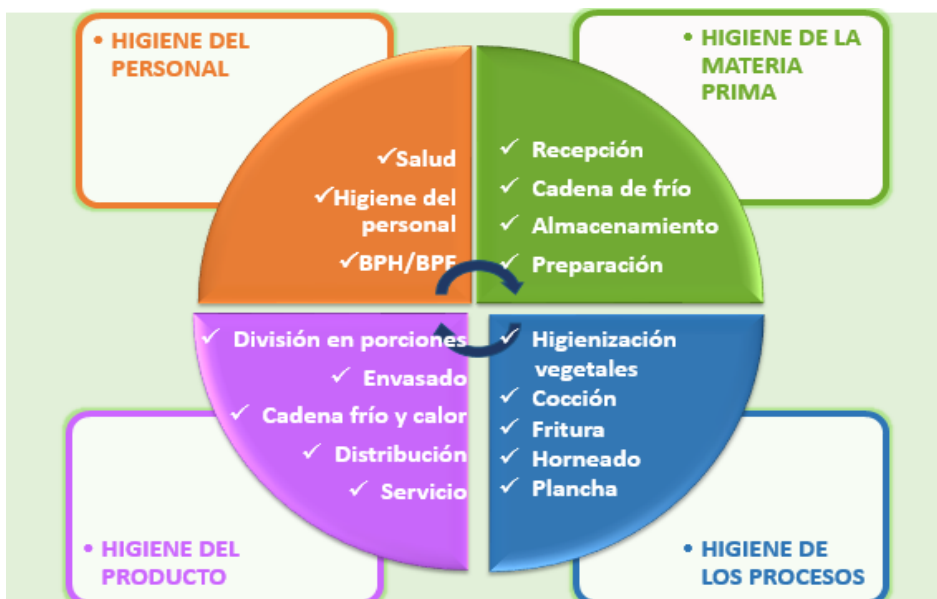 • HIGIENE DEL
PERSONAL
• HIGIENE DE LA
MATERIA
PRIMA
✓Salud
✓Higiene del
personal
✓BPH/BPF
✓ Recepción
✓ Cadena de frío
✓ Almacenamiento
✓ Preparación
✓ División en porciones
✓ Envasado
✓ Cadena frío y calor
✓ Distribución
✓ Servicio
✓ Higienización
vegetales
✓ Cocción
✓ Fritura
✓ Horneado
✓ Plancha
• HIGIENE DEL
PRODUCTO
• HIGIENE DE
LOS PROCESOS